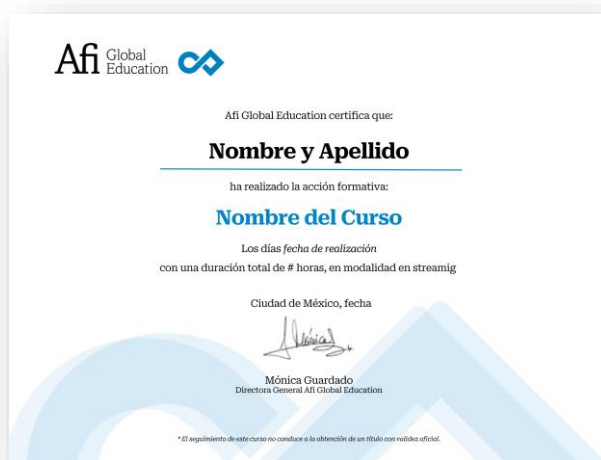 Afi Global
Education
Afi Global Education certifica que:
Nombre y Apellido
ha realizado la acción formativa:
Nombre del Curso
Los días fecha de realización
con una duración total de # horas, en modalidad en streamig
Ciudad de México, fecha
Mónica Guardado
Directora General Afi Global Education
* El seguimiento de este curso no conduce a la obtención de un título con validez oficial.